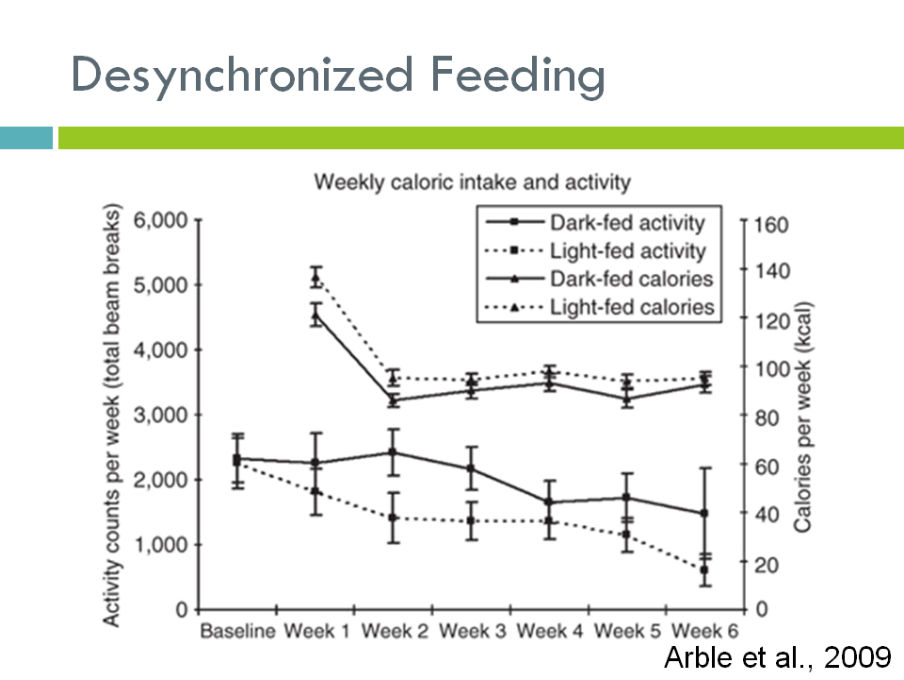 Desynchronized Feeding
Weekly caloric intake and activity
Activity counts per week (total beam breaks)
6,000
5,000
4,000
3,000
2,000
1,000
0
Dark-fed activity
Light-fed activity
Dark-fed calories
Light-fed calories
160
140
120
100
80
60
40
20
0
Calories per week (kcal)
Baseline Week 1 Week 2 Week 3 Week 4 Week 5 Week 6
Arble et al., 2009